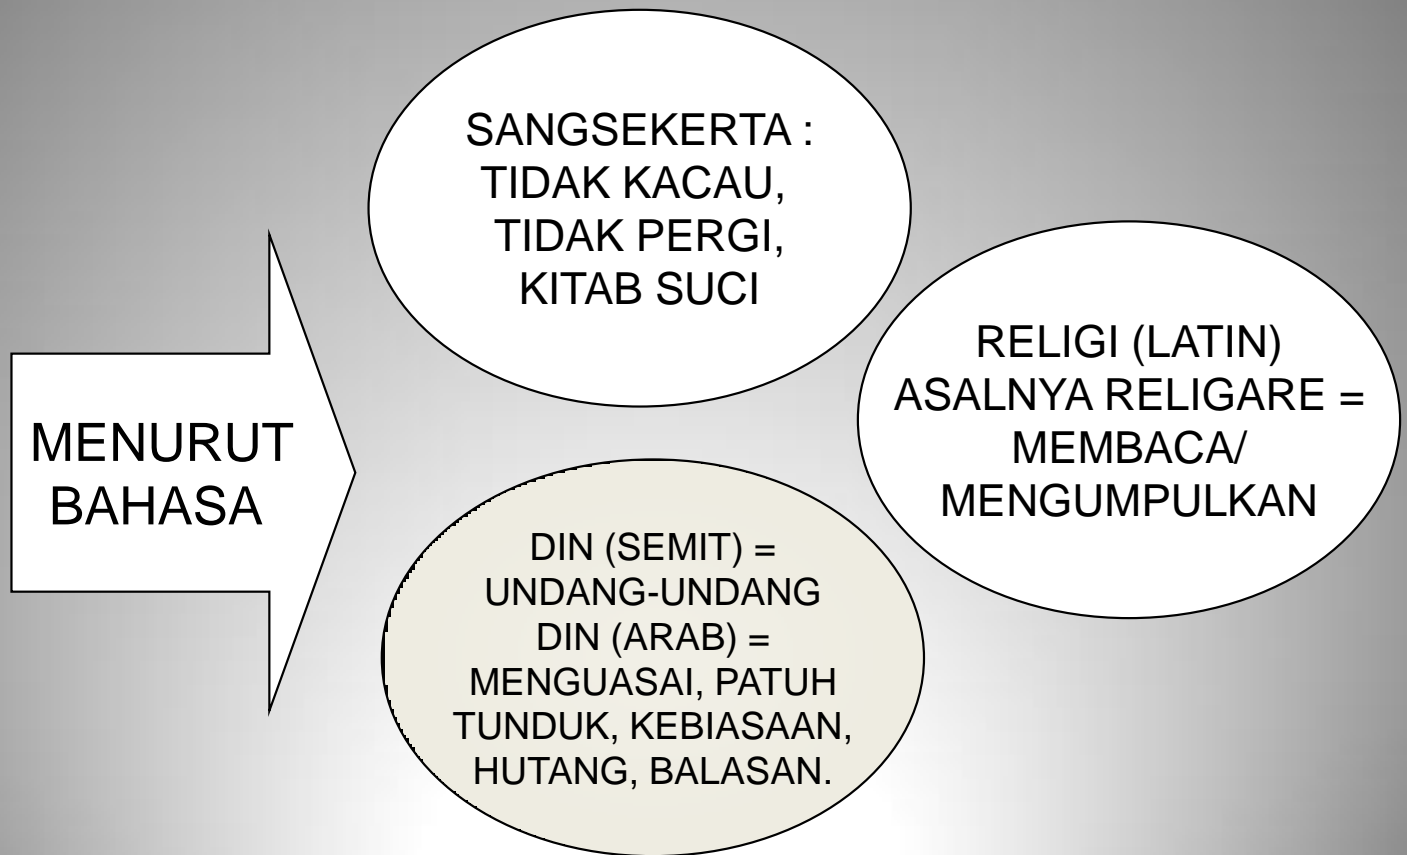 MENURUT
BAHASA
SANGSEKERTA :
TIDAK KACAU,
TIDAK PERGI,
KITAB SUCI
RELIGI (LATIN)
ASALNYA RELIGARE =
MEMBACA/
MENGUMPULKAN
DIN (SEMIT) =
UNDANG-UNDANG
DIN (ARAB) =
MENGUASAI, PATUH
TUNDUK, KEBIASAAN,
HUTANG, BALASAN.